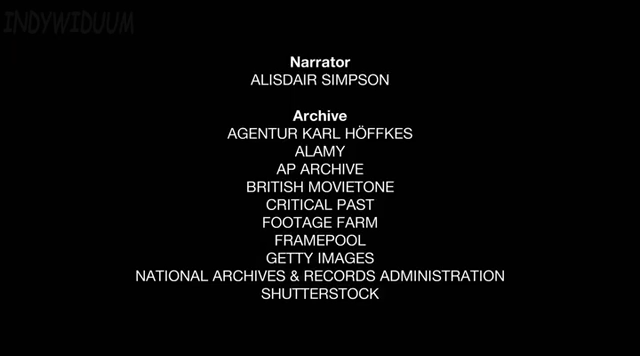 INDYWIDUUM
Narrator
ALISDAIR SIMPSON
Archive
AGENTUR KARL HÖFFKES
ALAMY
AP ARCHIVE
BRITISH MOVIETONE
CRITICAL PAST
FOOTAGE FARM
FRAMEPOOL
GETTY IMAGES
NATIONAL ARCHIVES & RECORDS ADMINISTRATION
SHUTTERSTOCK